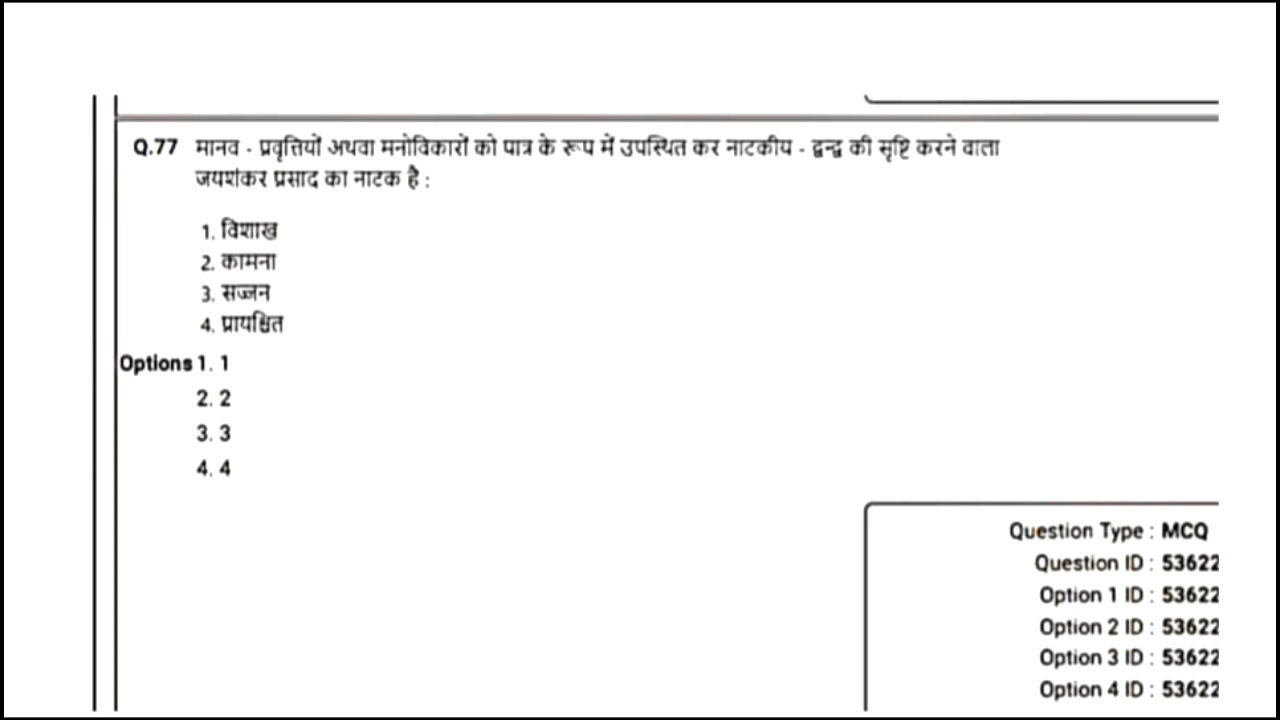 Q.77 मानव - प्रवृत्तियों अथवा मनोविकारों को पात्र के रूप में उपस्थित कर नाटकीय - द्वन्द्व की सृष्टि करने वाला
जयशंकर प्रसाद का नाटक है :
1. विशाख
2. कामना
3. सज्जन
4. प्रायश्चित
Options 1. 1
2. 2
3. 3
4. 4
Question Type : MCQ
Question ID : 53622
Option 1 ID : 53622
Option 2 ID : 53622
Option 3 ID : 53622
Option 4 ID : 53622